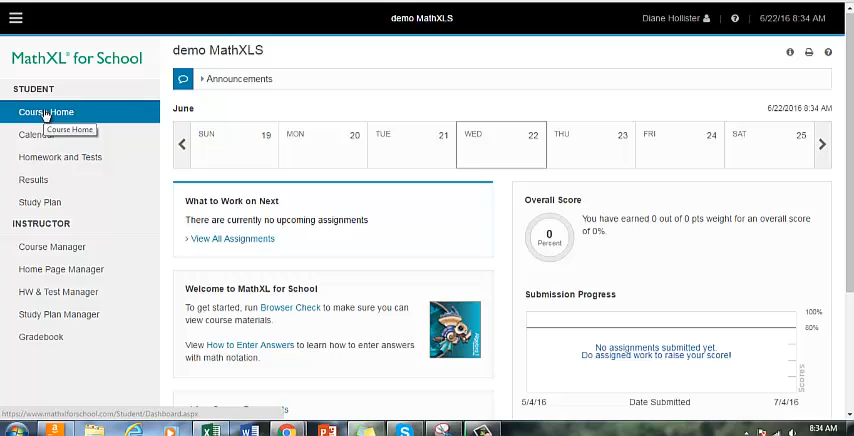 demo MathXLS
Diane Hollister
6/22/16 8:34 AM
MathXL® for School
STUDENT
Course Home
Course Home
Calendar
Homework and Tests
Results
Study Plan
INSTRUCTOR
Course Manager
Home Page Manager
HW & Test Manager
Study Plan Manager
Gradebook
demo MathXLS
Announcements
June
6/22/16 8:34 AM
SUN 19
MON 20
TUE 21
WED 22
THU 23
FRI 24
SAT 25
What to Work on Next
There are currently no upcoming assignments
› View All Assignments
Overall Score
0
Percent
You have earned 0 out of 0 pts weight for an overall score
of 0%.
Welcome to MathXL for School
To get started, run Browser Check to make sure you can
view course materials.
View How to Enter Answers to learn how to enter answers
with math notation.
Submission Progress
100%
80%
No assignments submitted yet.
Do assigned work to raise your score!
Scores
5/4/16
Date Submitted
7/4/16
https://www.mathxlforschool.com/Student/Dashboard.aspx
8:34 AM